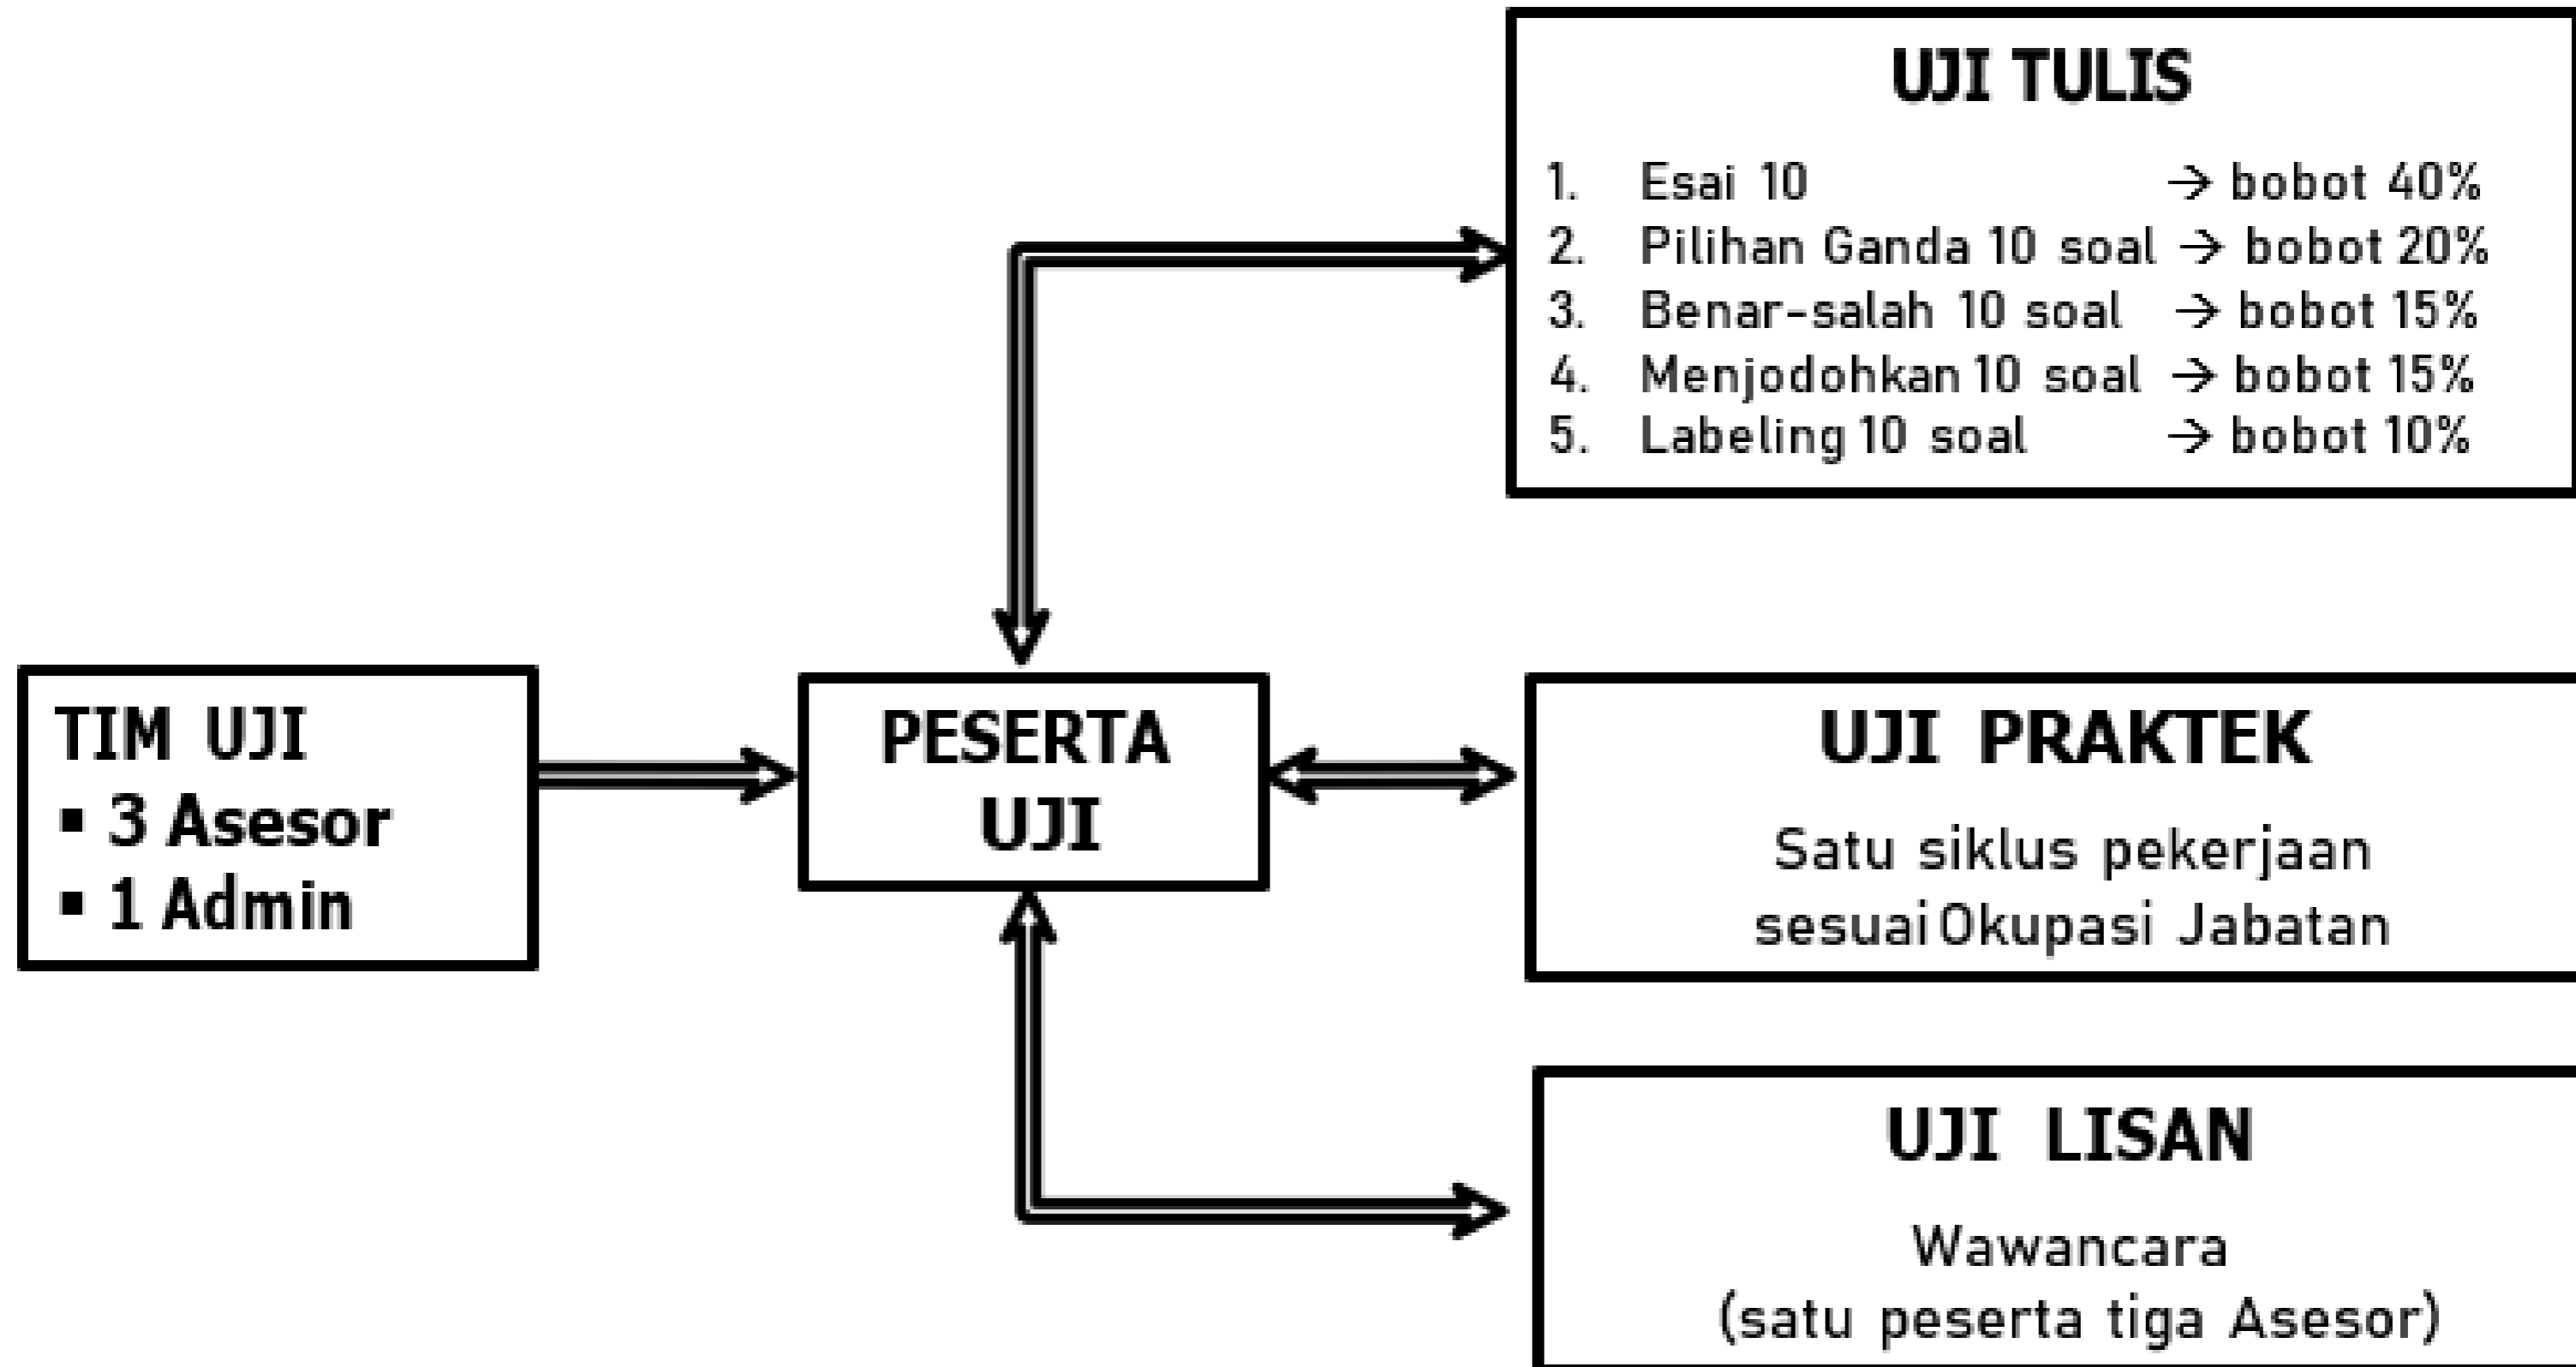 UJI TULIS
1. Esai 10 → bobot 40%
2. Pilihan Ganda 10 soal → bobot 20%
3. Benar-salah 10 soal → bobot 15%
4. Menjodohkan 10 soal → bobot 15%
5. Labeling 10 soal → bobot 10%
TIM UJI
▪ 3 Asesor
▪ 1 Admin
PESERTA
UJI
UJI PRAKTEK
Satu siklus pekerjaan
sesuai Okupasi Jabatan
UJI LISAN
Wawancara
(satu peserta tiga Asesor)